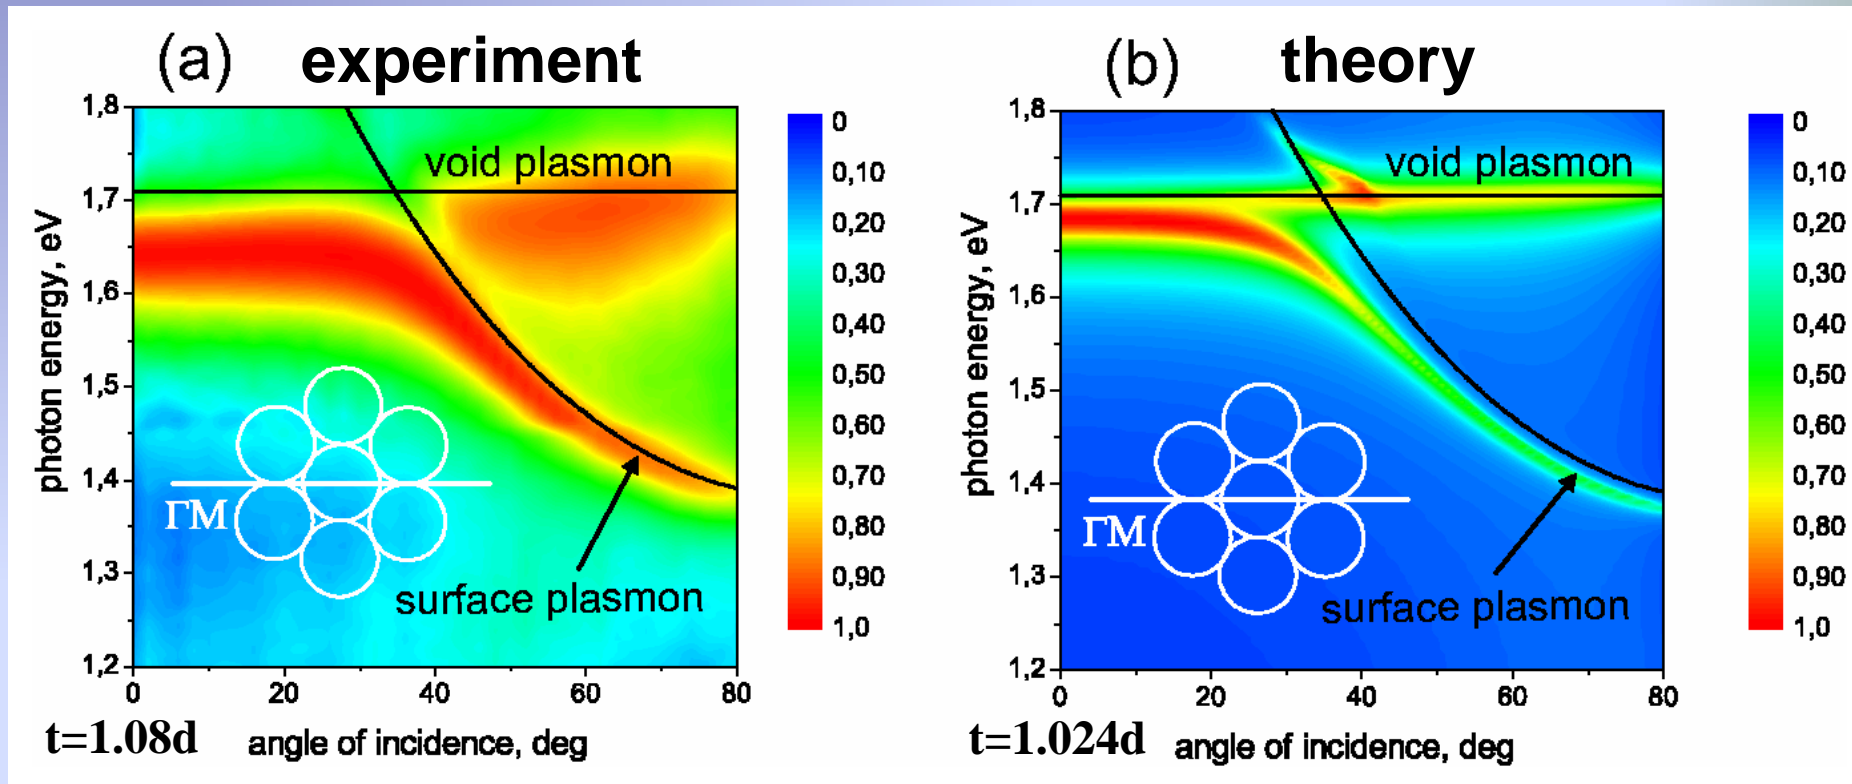 (a) experiment
1,8
1,7
1,6
1,5
1,4
1,3
1,2
photon energy, eV
void plasmon
ΓM
surface plasmon
0 20 40 60 80
t=1.08d angle of incidence, deg
0
0,10
0,20
0,30
0,40
0,50
0,60
0,70
0,80
0,90
1,0
(b) theory
1,8
1,7
1,6
1,5
1,4
1,3
1,2
photon energy, eV
void plasmon
ΓM
surface plasmon
0 20 40 60 80
t=1.024d angle of incidence, deg
0
0,10
0,20
0,30
0,40
0,50
0,60
0,70
0,80
0,90
1,0